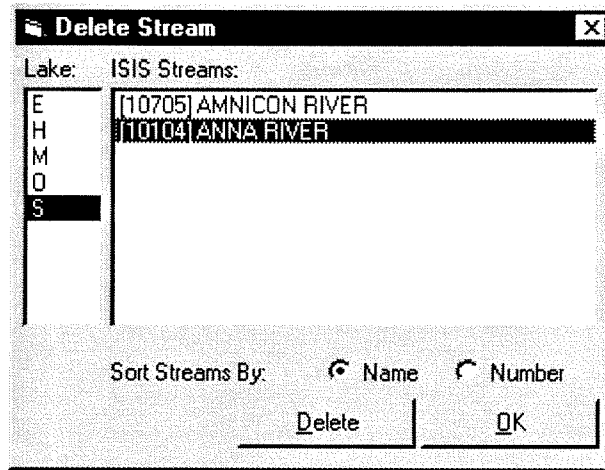 Delete Stream
Lake: ISIS Streams:
E
H
M
O
S
[10705] AMNICON RIVER
[10104] ANNA RIVER
Sort Streams By: Name Number
Delete OK